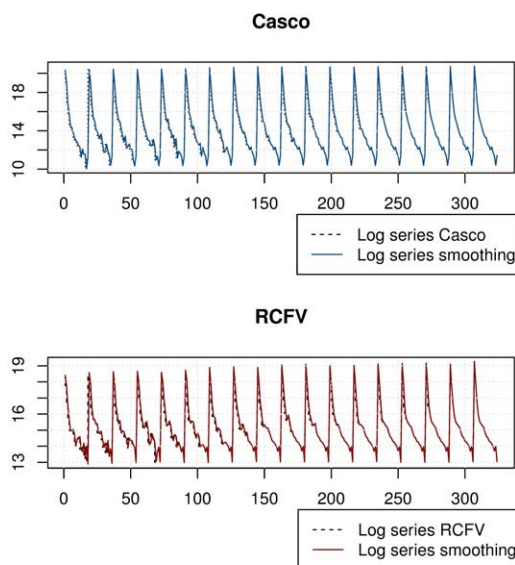 Casco
18
14
10
0 50 100 150 200 250 300
Log series Casco
Log series smoothing
RCFV
19
16
13
0 50 100 150 200 250 300
Log series RCFV
Log series smoothing